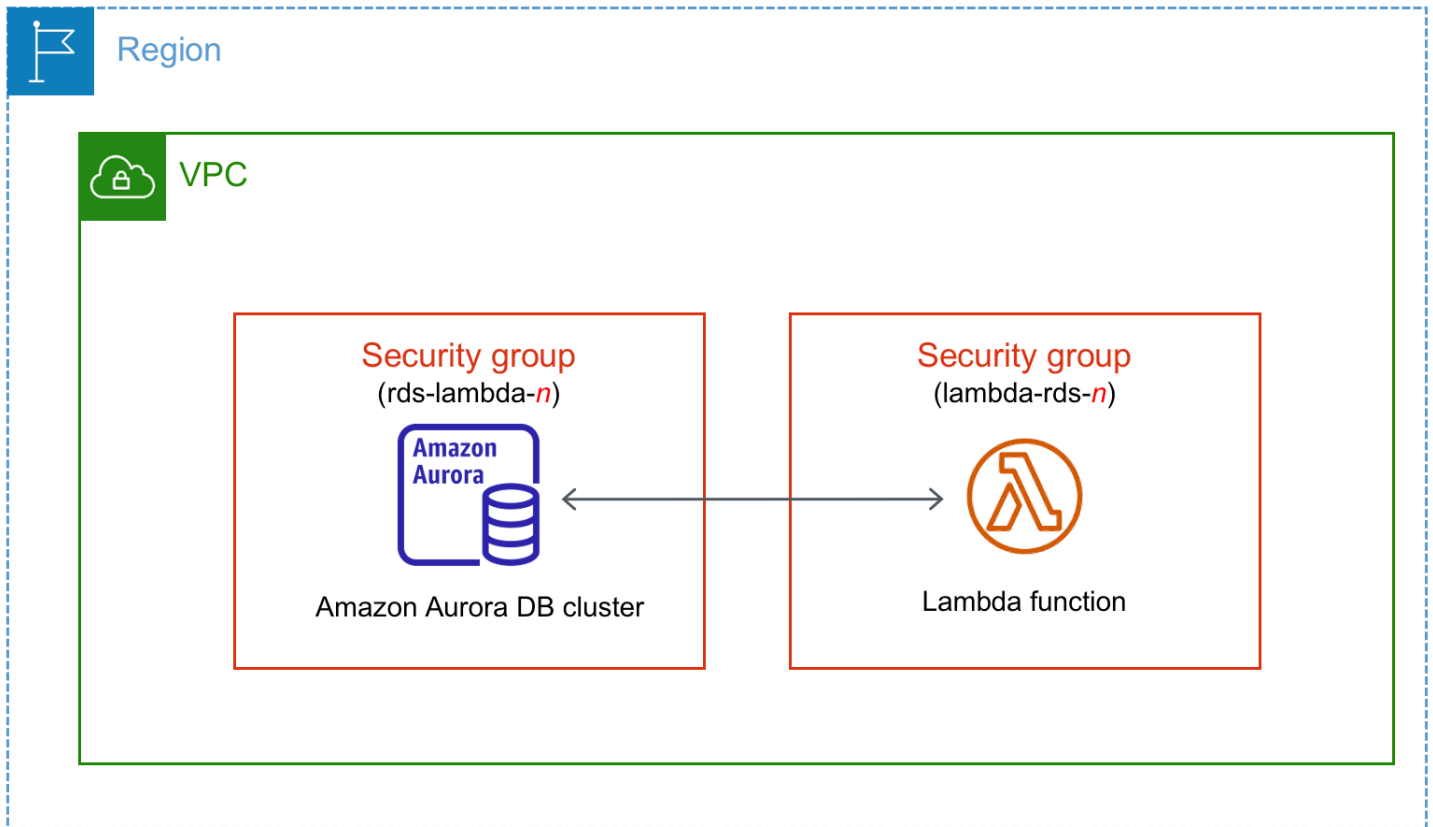 Region
VPC
Security group
(rds-lambda-n)
Amazon
Aurora
Amazon Aurora DB cluster
Security group
(lambda-rds-n)
Lambda function